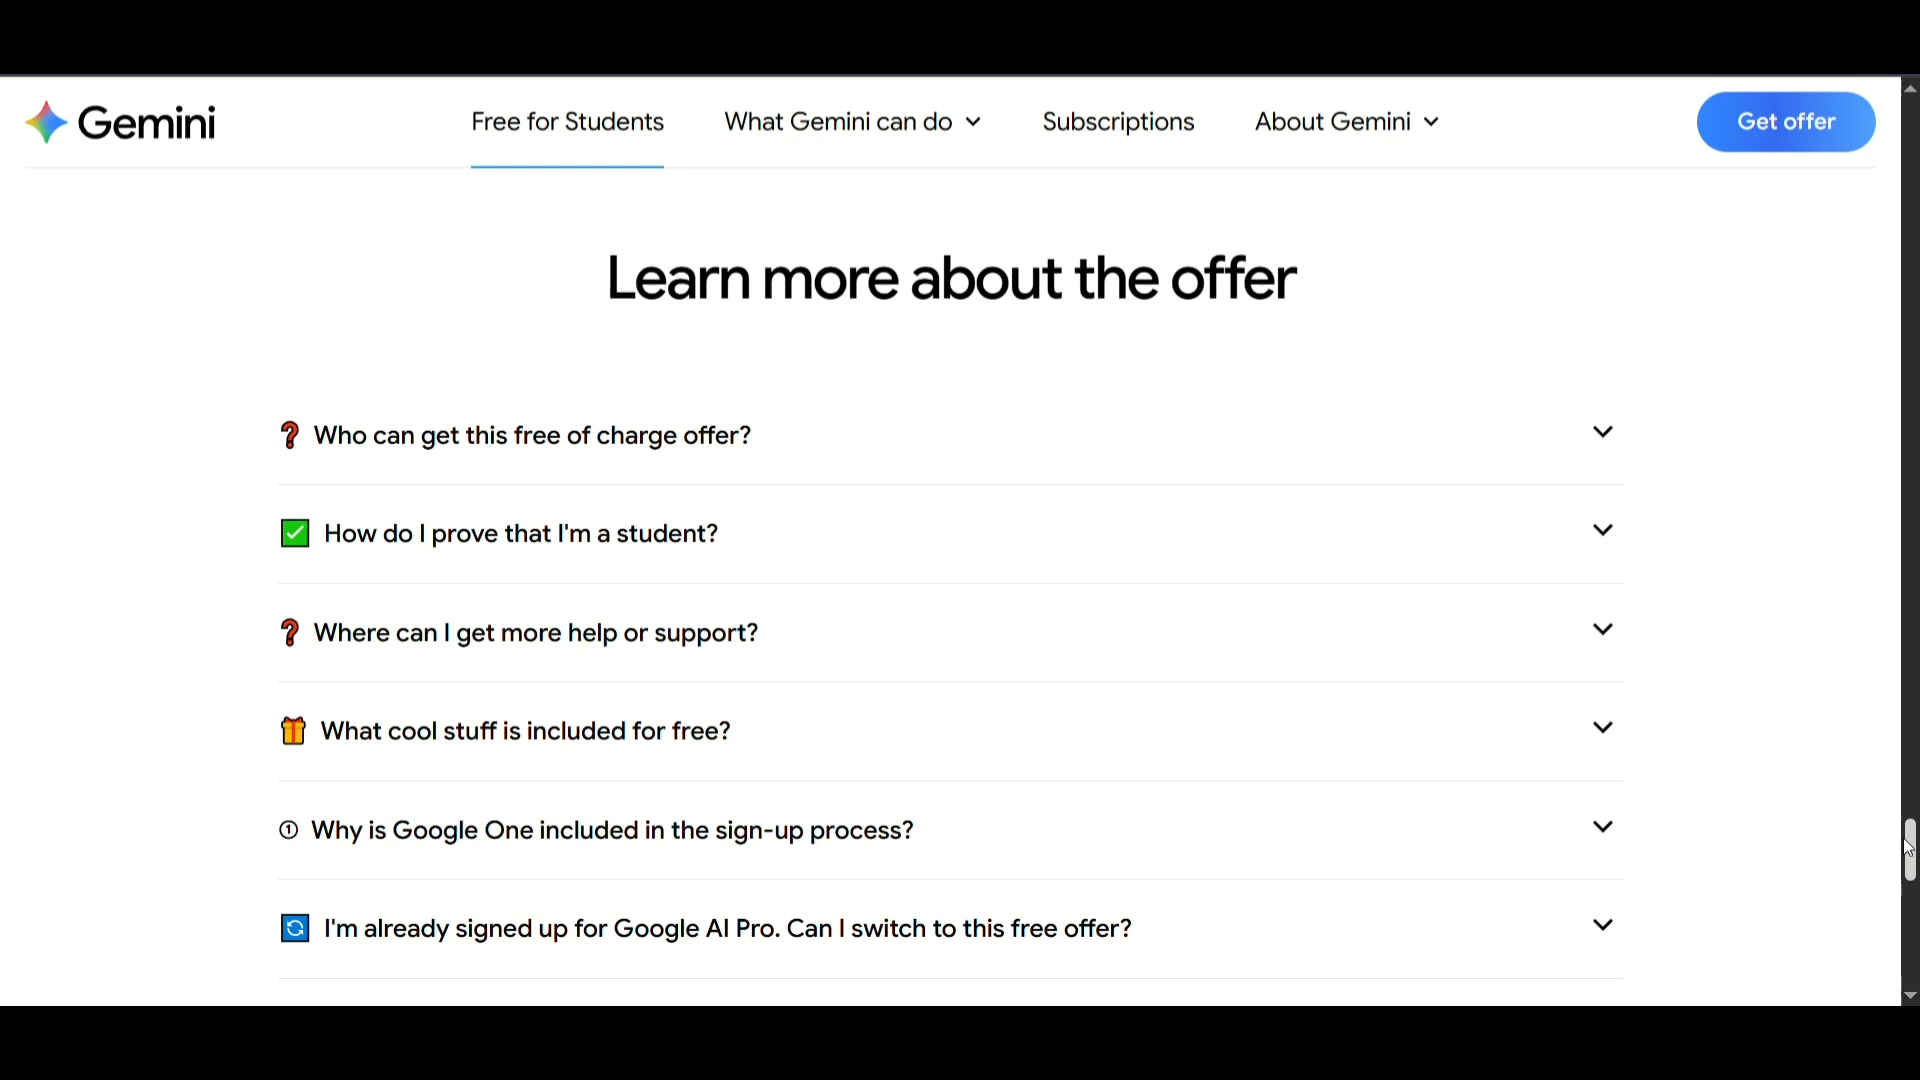 Gemini
Free for Students
What Gemini can do
Subscriptions
About Gemini
Get offer
Learn more about the offer
❓ Who can get this free of charge offer?
✅ How do I prove that I'm a student?
❓ Where can I get more help or support?
🎁 What cool stuff is included for free?
① Why is Google One included in the sign-up process?
🔄 I'm already signed up for Google AI Pro. Can I switch to this free offer?